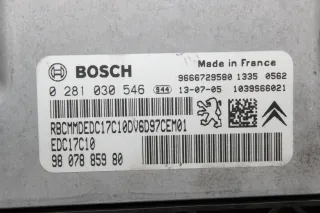 BOSCH
Made in France
9666729580 1335 0562
0 281 030 546 S44 13-07-05 1039S66021
RBCMMDEDC17C10DV6D97CEM01
EDC17C10
98 078 859 80